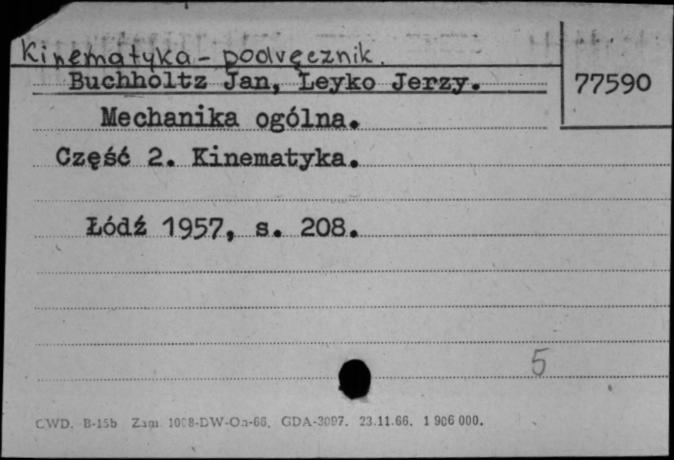 Kinematyka - podręcznik.
Buchholtz Jan, Leyko Jerzy.
77590
Mechanika ogólna.
Część 2. Kinematyka.
Łódź 1957, s. 208.
5
CWD. B-15b Zam 1008-DW-On-66. GDA-3097. 23.11.66. 1 906 000.